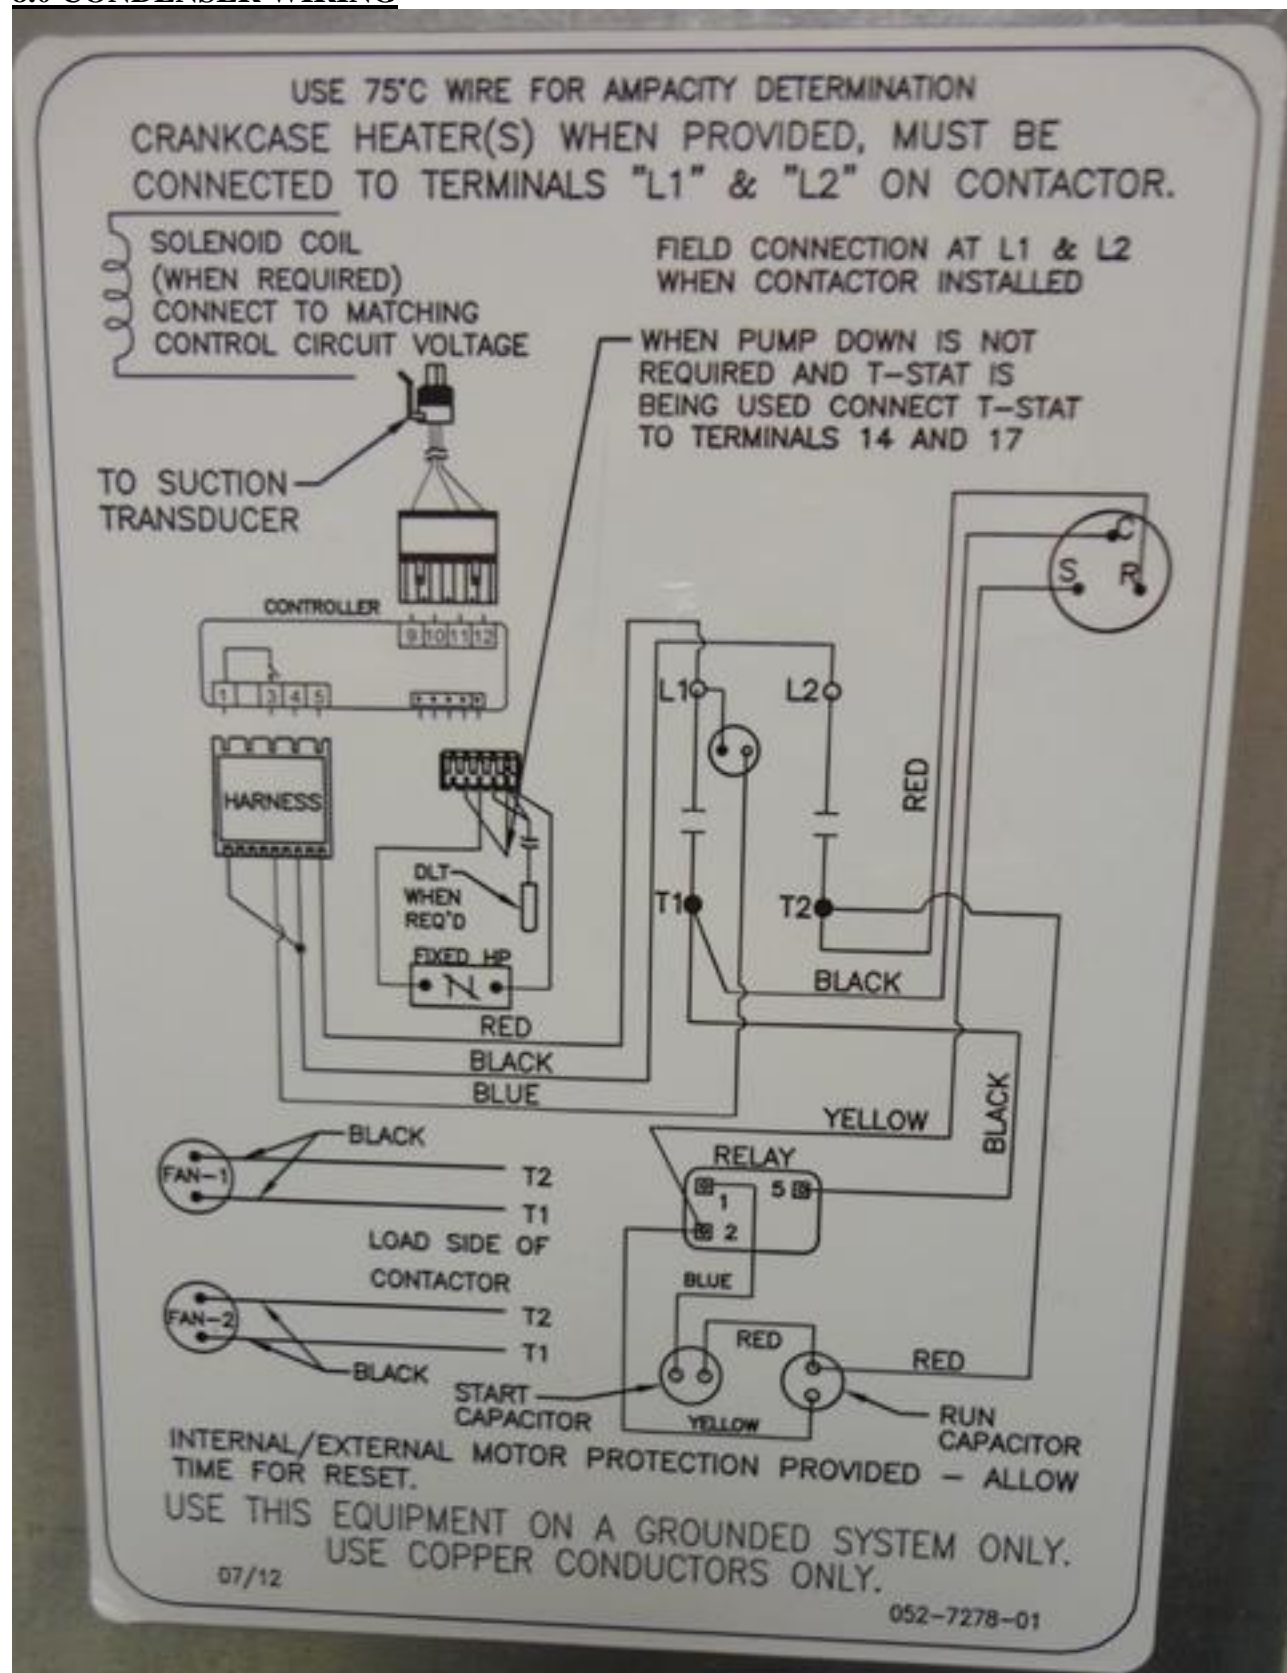 8.0 CONDENSER WIRING
USE 75°C WIRE FOR AMPACITY DETERMINATION
CRANKCASE HEATER(S) WHEN PROVIDED, MUST BE
CONNECTED TO TERMINALS "L1" & "L2" ON CONTACTOR.
SOLENOID COIL
(WHEN REQUIRED)
CONNECT TO MATCHING
CONTROL CIRCUIT VOLTAGE
FIELD CONNECTION AT L1 & L2
WHEN CONTACTOR INSTALLED
WHEN PUMP DOWN IS NOT
REQUIRED AND T-STAT IS
BEING USED CONNECT T-STAT
TO TERMINALS 14 AND 17
TO SUCTION
TRANSDUCER
C
S R
CONTROLLER
9 10 11 12
1 3 4 5
L1 L2
HARNESS
RED
DLT
WHEN
REQ'D
T1 T2
FIXED HP
BLACK
RED
BLACK
BLUE
YELLOW
BLACK
BLACK
FAN-1
T2
T1
RELAY
1
5
2
LOAD SIDE OF
CONTACTOR
BLUE
FAN-2
T2
T1
BLACK
RED
RED
START
CAPACITOR
YELLOW
RUN
CAPACITOR
INTERNAL/EXTERNAL MOTOR PROTECTION PROVIDED - ALLOW
TIME FOR RESET.
USE THIS EQUIPMENT ON A GROUNDED SYSTEM ONLY.
USE COPPER CONDUCTORS ONLY.
07/12
052-7278-01